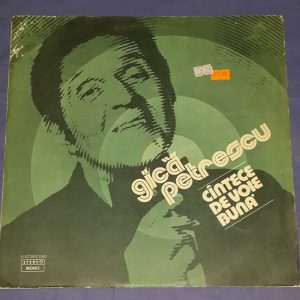 gică
petrescu
CÎNTECE
DE VOIE
BUNĂ
ELECTRECORD
STEREO
MONO